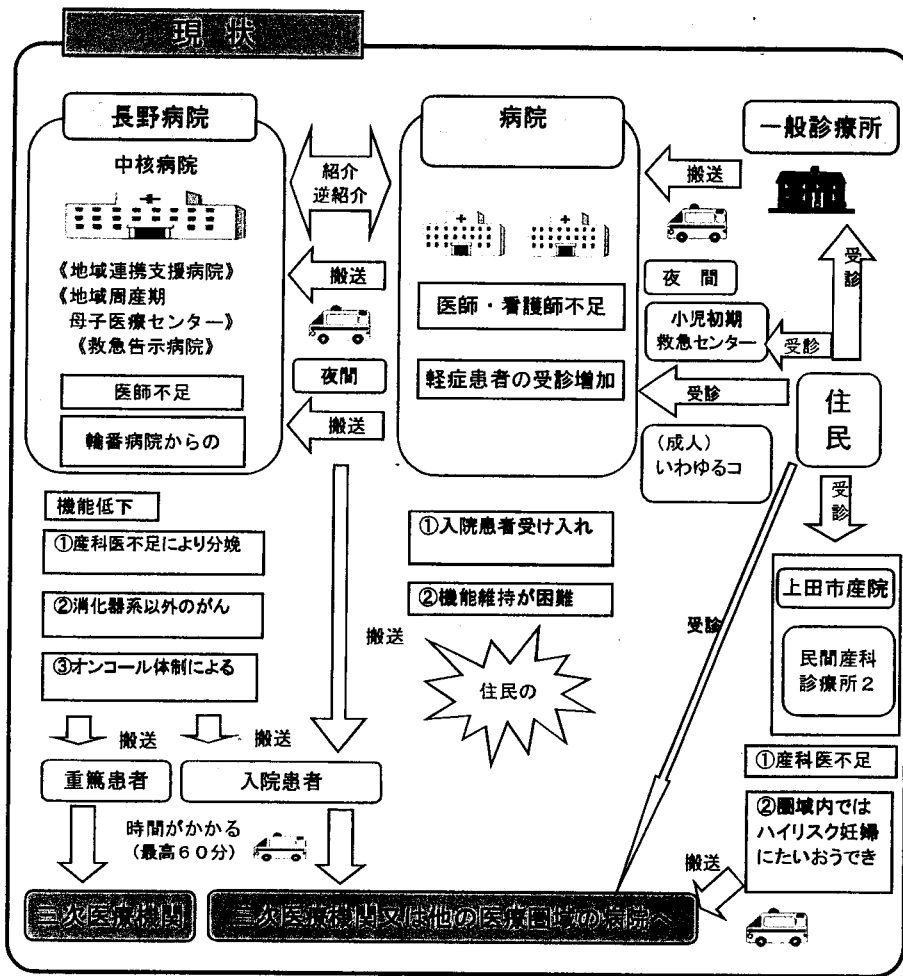 現 状
長野病院
中核病院
《地域連携支援病院》
《地域周産期
母子医療センター》
《救急告示病院》
医師不足
輪番病院からの
紹介
逆紹介
搬送
夜間
搬送
病院
医師・看護師不足
軽症患者の受診増加
一般診療所
搬送
夜 間
小児初期
救急センター
受診
受診
受診
(成人)
いわゆるコ
住
民
受
診
機能低下
①産科医不足により分娩
②消化器系以外のがん
③オンコール体制による
①入院患者受け入れ
②機能維持が困難
搬送
住民の
受診
上田市産院
民間産科
診療所2
①産科医不足
②圏域内では
ハイリスク妊婦
にたいおうでき
搬送
搬送
重篤患者
入院患者
時間がかかる
(最高60分)
搬送
三次医療機関
二次医療機関又は他の医療圏域の病院へ